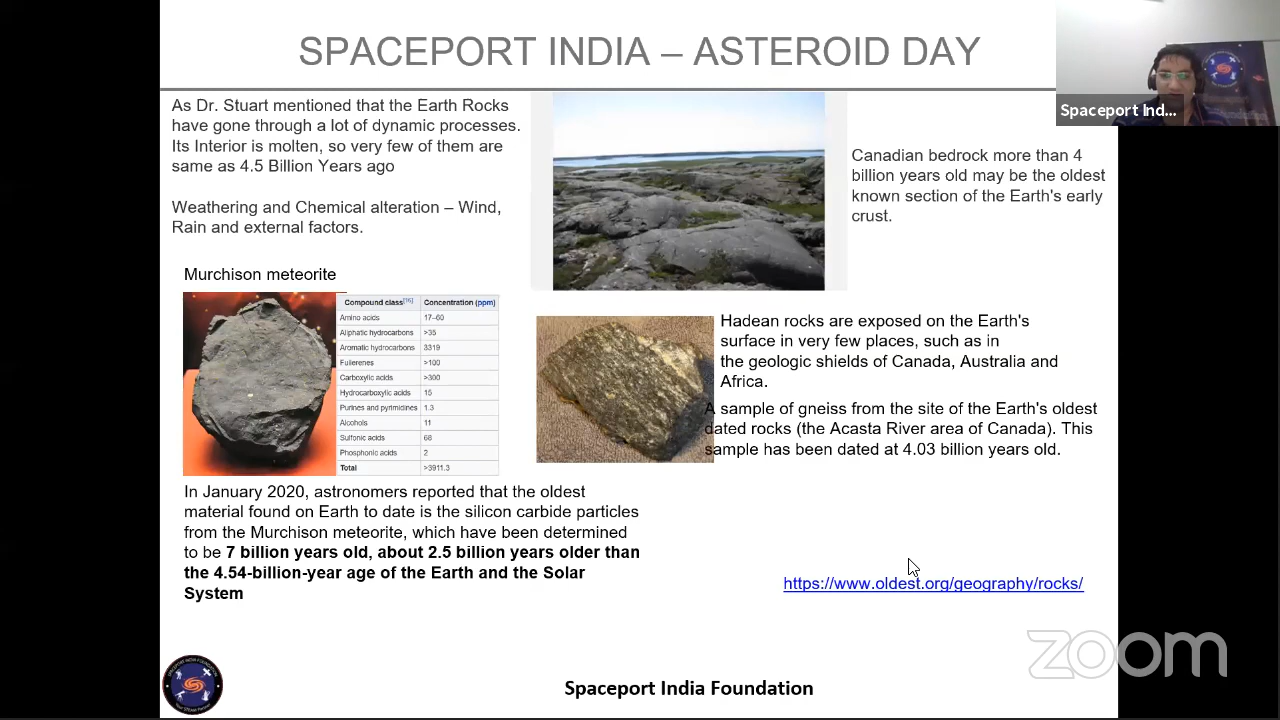 SPACEPORT INDIA – ASTEROID DAY
Spaceport Ind...
As Dr. Stuart mentioned that the Earth Rocks
have gone through a lot of dynamic processes.
Its Interior is molten, so very few of them are
same as 4.5 Billion Years ago
Weathering and Chemical alteration – Wind,
Rain and external factors.
Canadian bedrock more than 4
billion years old may be the oldest
known section of the Earth's early
crust.
Murchison meteorite
Compound class[16] Concentration (ppm)
Amino acids 17–60
Aliphatic hydrocarbons >35
Aromatic hydrocarbons 3319
Fullerenes >100
Carboxylic acids >300
Hydrocarboxylic acids 15
Purines and pyrimidines 1.3
Alcohols 11
Sulfonic acids 68
Phosphonic acids 2
Total >3911.3
Hadean rocks are exposed on the Earth's
surface in very few places, such as in
the geologic shields of Canada, Australia and
Africa.
A sample of gneiss from the site of the Earth's oldest
dated rocks (the Acasta River area of Canada). This
sample has been dated at 4.03 billion years old.
In January 2020, astronomers reported that the oldest
material found on Earth to date is the silicon carbide particles
from the Murchison meteorite, which have been determined
to be 7 billion years old, about 2.5 billion years older than
the 4.54-billion-year age of the Earth and the Solar
System
https://www.oldest.org/geography/rocks/
zoom
Spaceport India Foundation